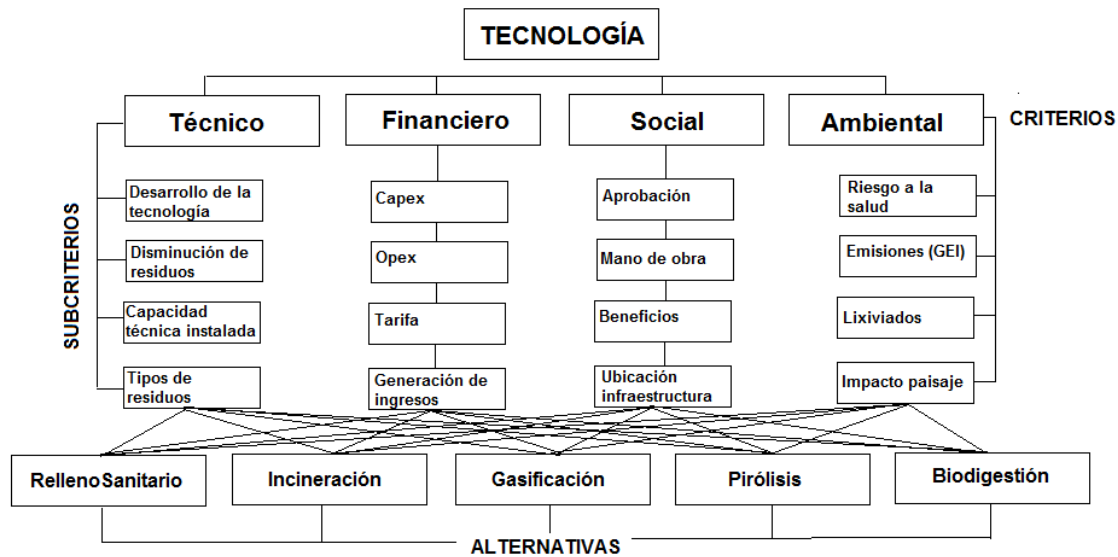 TECNOLOGÍA
Técnico
Financiero
Social
Ambiental
CRITERIOS
SUBCRITERIOS
Desarrollo de la
tecnología
Capex
Aprobación
Riesgo a la
salud
Disminución de
residuos
Opex
Mano de obra
Emisiones (GEI)
Capacidad
técnica instalada
Tarifa
Beneficios
Lixiviados
Tipos de
residuos
Generación de
ingresos
Ubicación
infraestructura
Impacto paisaje
RellenoSanitario
Incineración
Gasificación
Pirólisis
Biodigestión
ALTERNATIVAS